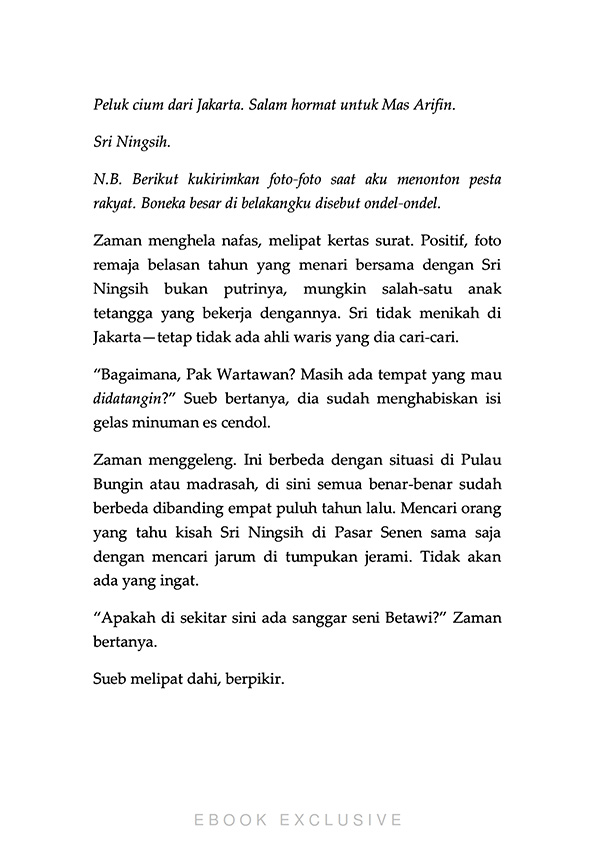 Peluk cium dari Jakarta. Salam hormat untuk Mas Arifin.
Sri Ningsih.
N.B. Berikut kukirimkan foto-foto saat aku menonton pesta
rakyat. Boneka besar di belakangku disebut ondel-ondel.
Zaman menghela nafas, melipat kertas surat. Positif, foto
remaja belasan tahun yang menari bersama dengan Sri
Ningsih bukan putrinya, mungkin salah-satu anak
tetangga yang bekerja dengannya. Sri tidak menikah di
Jakarta—tetap tidak ada ahli waris yang dia cari-cari.
“Bagaimana, Pak Wartawan? Masih ada tempat yang mau
didatangin?” Sueb bertanya, dia sudah menghabiskan isi
gelas minuman es cendol.
Zaman menggeleng. Ini berbeda dengan situasi di Pulau
Bungin atau madrasah, di sini semua benar-benar sudah
berbeda dibanding empat puluh tahun lalu. Mencari orang
yang tahu kisah Sri Ningsih di Pasar Senen sama saja
dengan mencari jarum di tumpukan jerami. Tidak akan
ada yang ingat.
“Apakah di sekitar sini ada sanggar seni Betawi?” Zaman
bertanya.
Sueb melipat dahi, berpikir.
EBOOK EXCLUSIVE